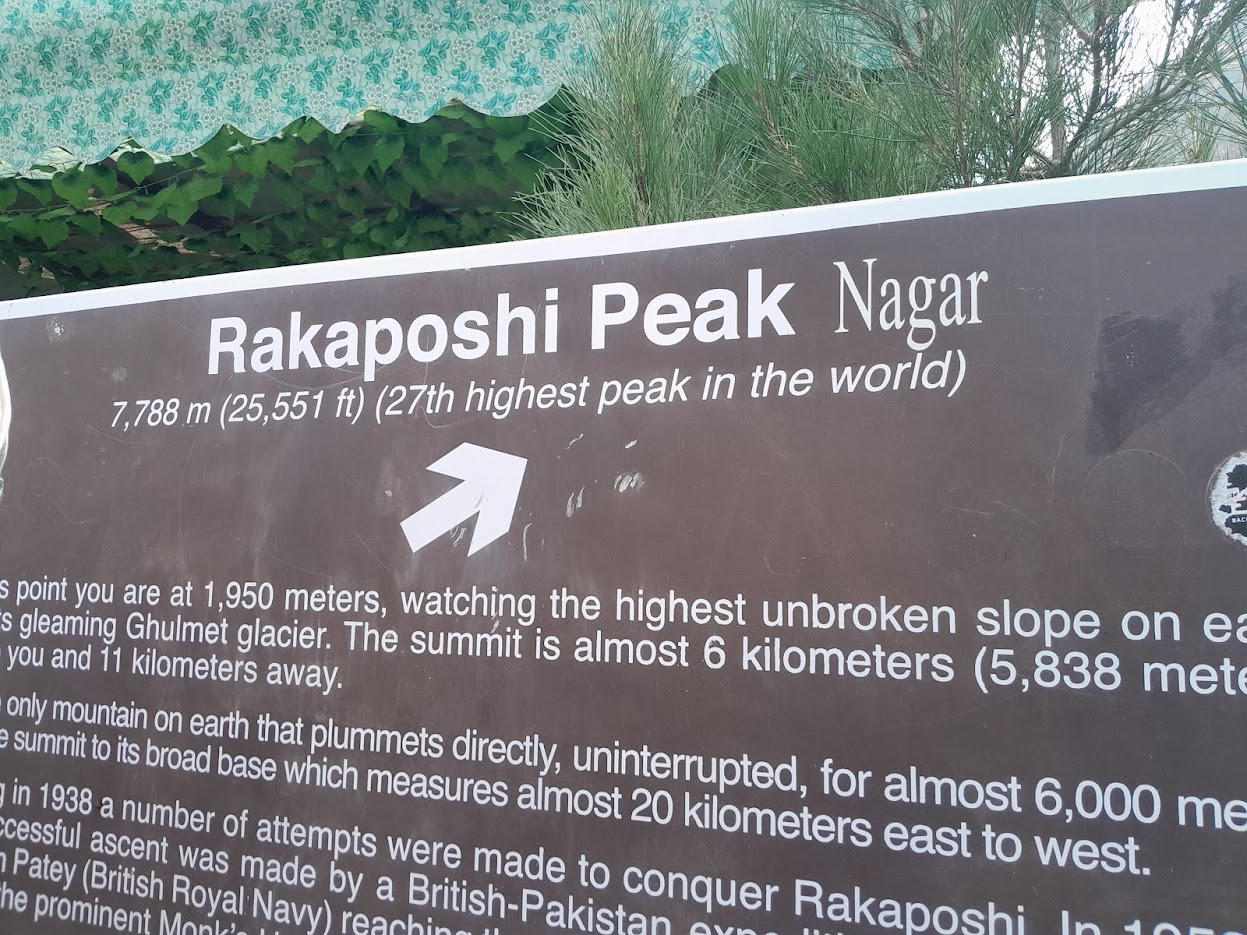 Rakaposhi Peak Nagar
7,788 m (25,551 ft) (27th highest peak in the world)
s point you are at 1,950 meters, watching the highest unbroken slope on ea
ts gleaming Ghulmet glacier. The summit is almost 6 kilometers (5,838 mete
you and 11 kilometers away.
e only mountain on earth that plummets directly, uninterrupted, for almost 6,000 me
e summit to its broad base which measures almost 20 kilometers east to west.
g in 1938 a number of attempts were made to conquer Rakaposhi. In
ccessful ascent was made by a British-Pakistan
n Patey (British Royal Navy) reaching
the prominent Monk's
BAC